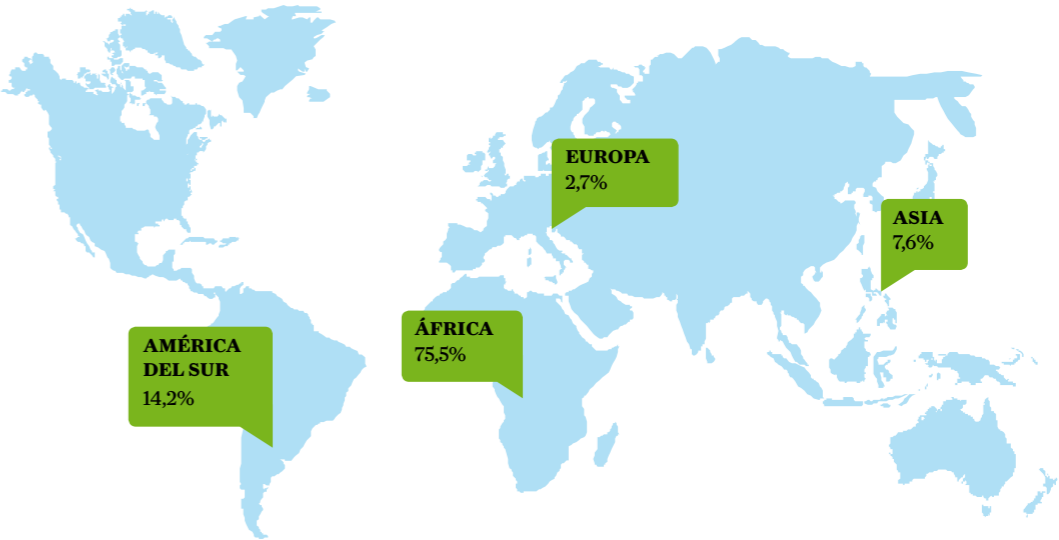 EUROPA
2,7%
ASIA
7,6%
ÁFRICA
75,5%
AMÉRICA
DEL SUR
14,2%